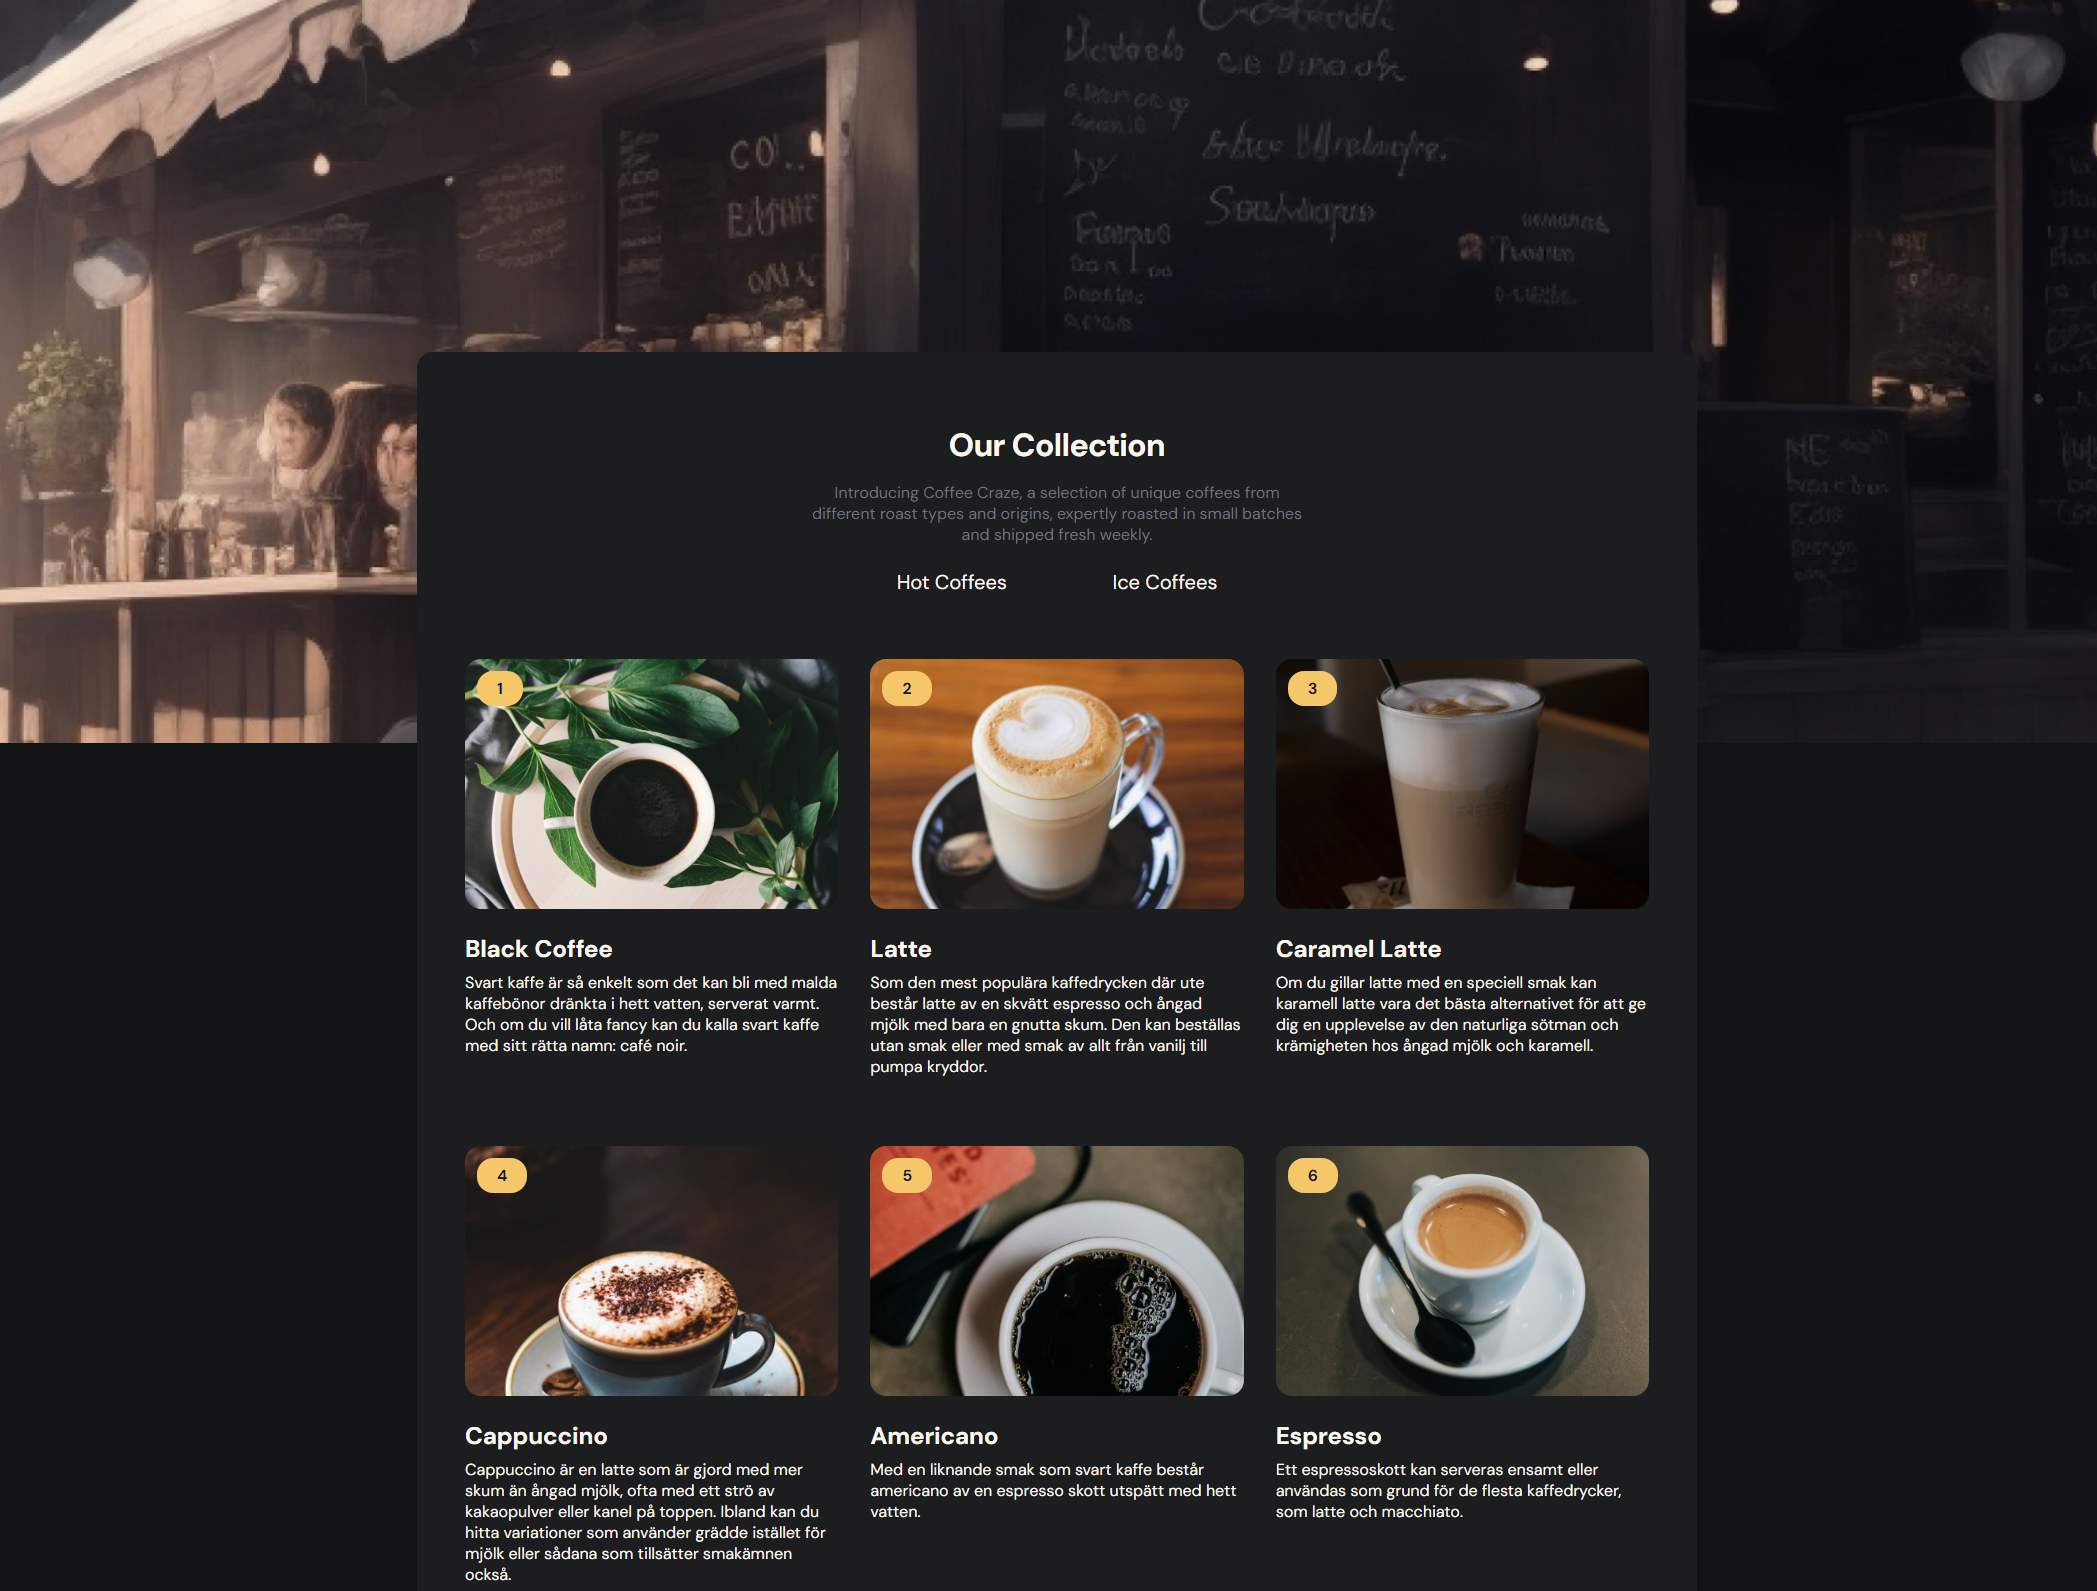 Our Collection
Introducing Coffee Craze, a selection of unique coffees from
different roast types and origins, expertly roasted in small batches
and shipped fresh weekly.
Hot Coffees
Ice Coffees
1
2
3
Black Coffee
Svart kaffe är så enkelt som det kan bli med malda
kaffebönor dränkta i hett vatten, serverat varmt.
Och om du vill låta fancy kan du kalla svart kaffe
med sitt rätta namn: café noir.
Latte
Som den mest populära kaffedrycken där ute
består latte av en skvätt espresso och ångad
mjölk med bara en gnutta skum. Den kan beställas
utan smak eller med smak av allt från vanilj till
pumpa kryddor.
Caramel Latte
Om du gillar latte med en speciell smak kan
karamell latte vara det bästa alternativet för att ge
dig en upplevelse av den naturliga sötman och
krämigheten hos ångad mjölk och karamell.
4
5
6
Cappuccino
Cappuccino är en latte som är gjord med mer
skum än ångad mjölk, ofta med ett strö av
kakaopulver eller kanel på toppen. Ibland kan du
hitta variationer som använder grädde istället för
mjölk eller sådana som tillsätter smakämnen
också.
Americano
Med en liknande smak som svart kaffe består
americano av en espresso skott utspätt med hett
vatten.
Espresso
Ett espressoskott kan serveras ensamt eller
användas som grund för de flesta kaffedrycker,
som latte och macchiato.